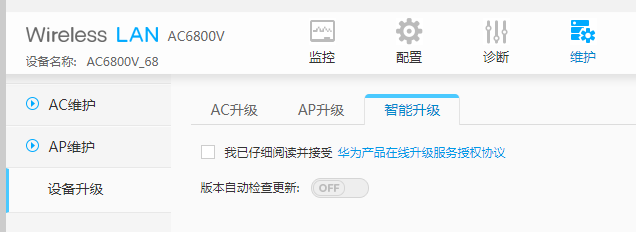 Wireless LAN AC6800V
监控 配置 诊断 维护
设备名称: AC6800V_68
AC维护
AP维护
设备升级
AC升级 AP升级 智能升级
我已仔细阅读并接受 华为产品在线升级服务授权协议
版本自动检查更新: OFF